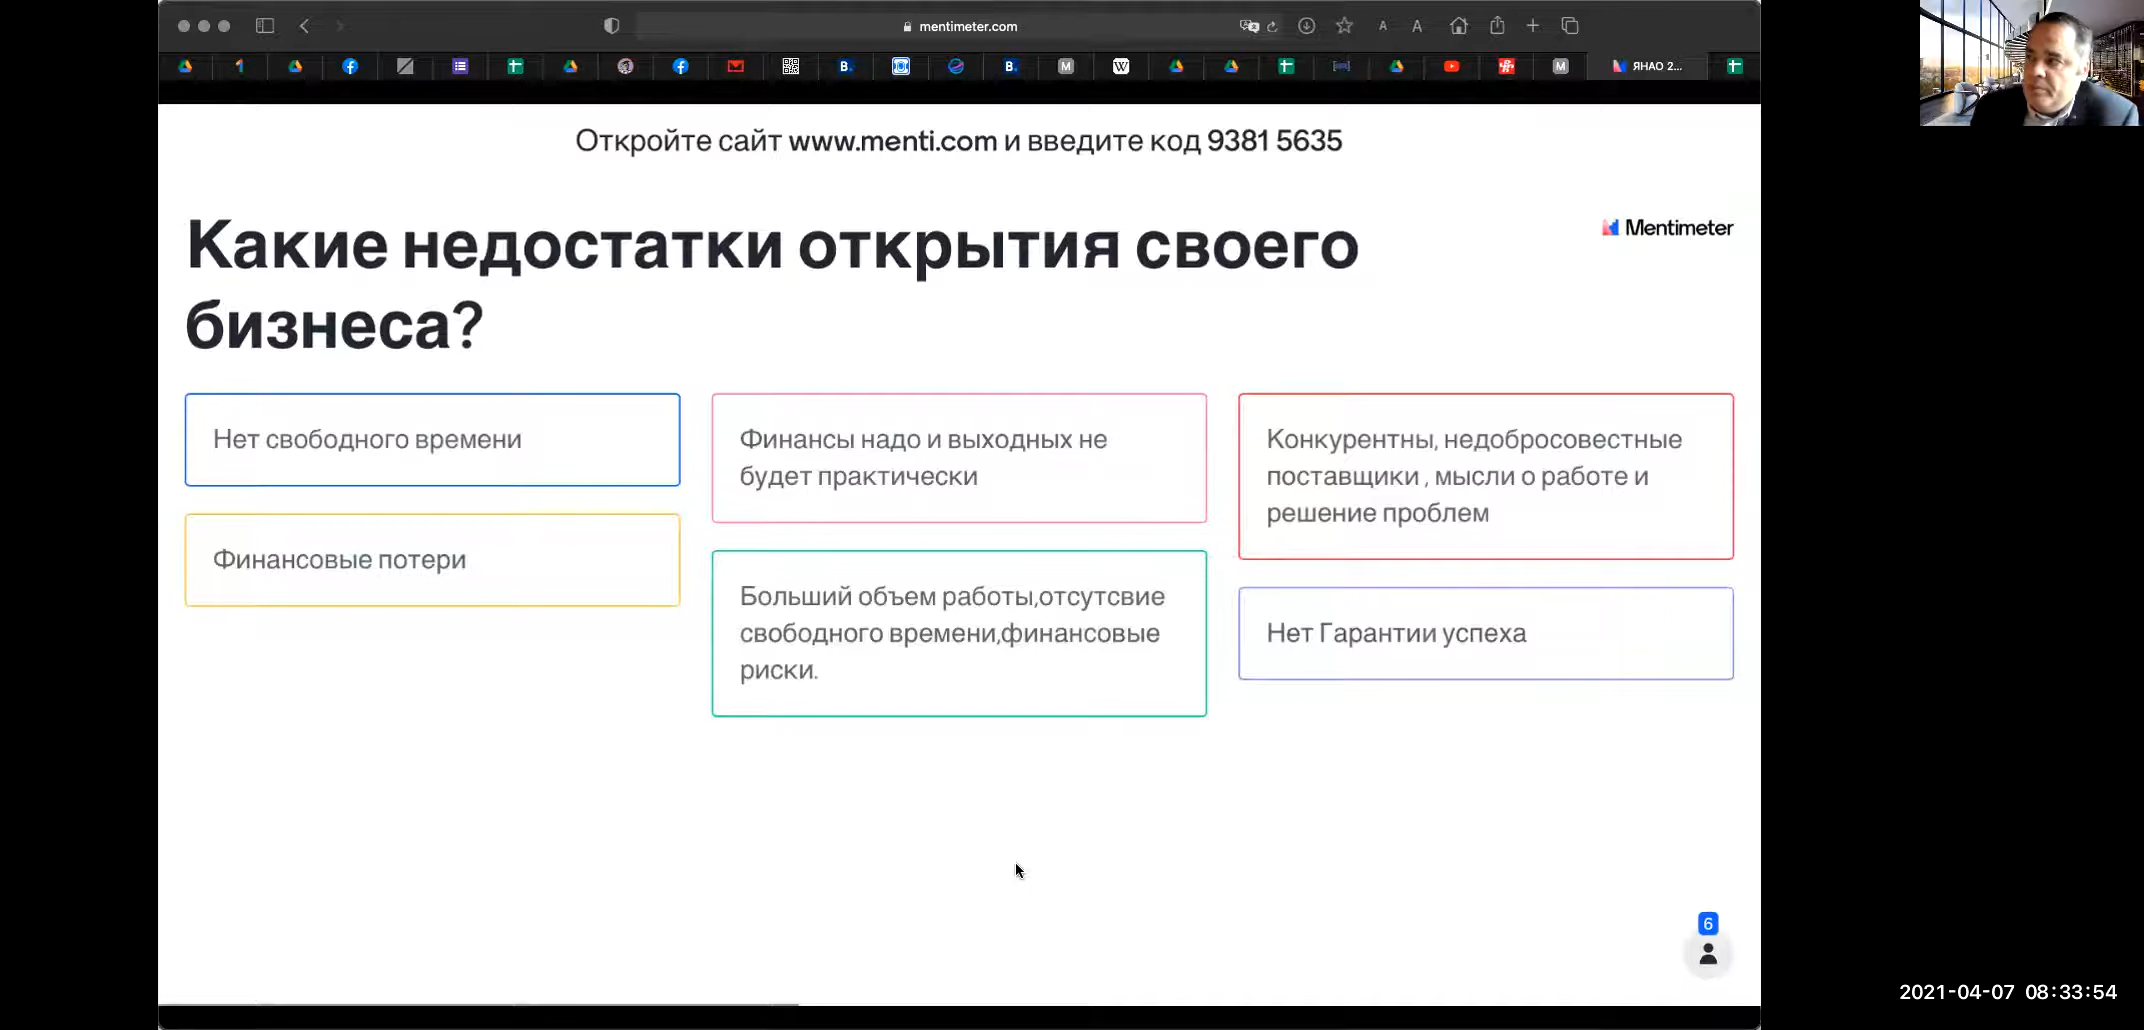 mentimeter.com
ЯНАО 2...
Откройте сайт www.menti.com и введите код 9381 5635
Какие недостатки открытия своего
бизнеса?
Mentimeter
Нет свободного времени
Финансовые потери
Финансы надо и выходных не
будет практически
Больший объем работы,отсутсвие
свободного времени,финансовые
риски.
Конкурентны, недобросовестные
поставщики , мысли о работе и
решение проблем
Нет Гарантии успеха
6
2021-04-07 08:33:54